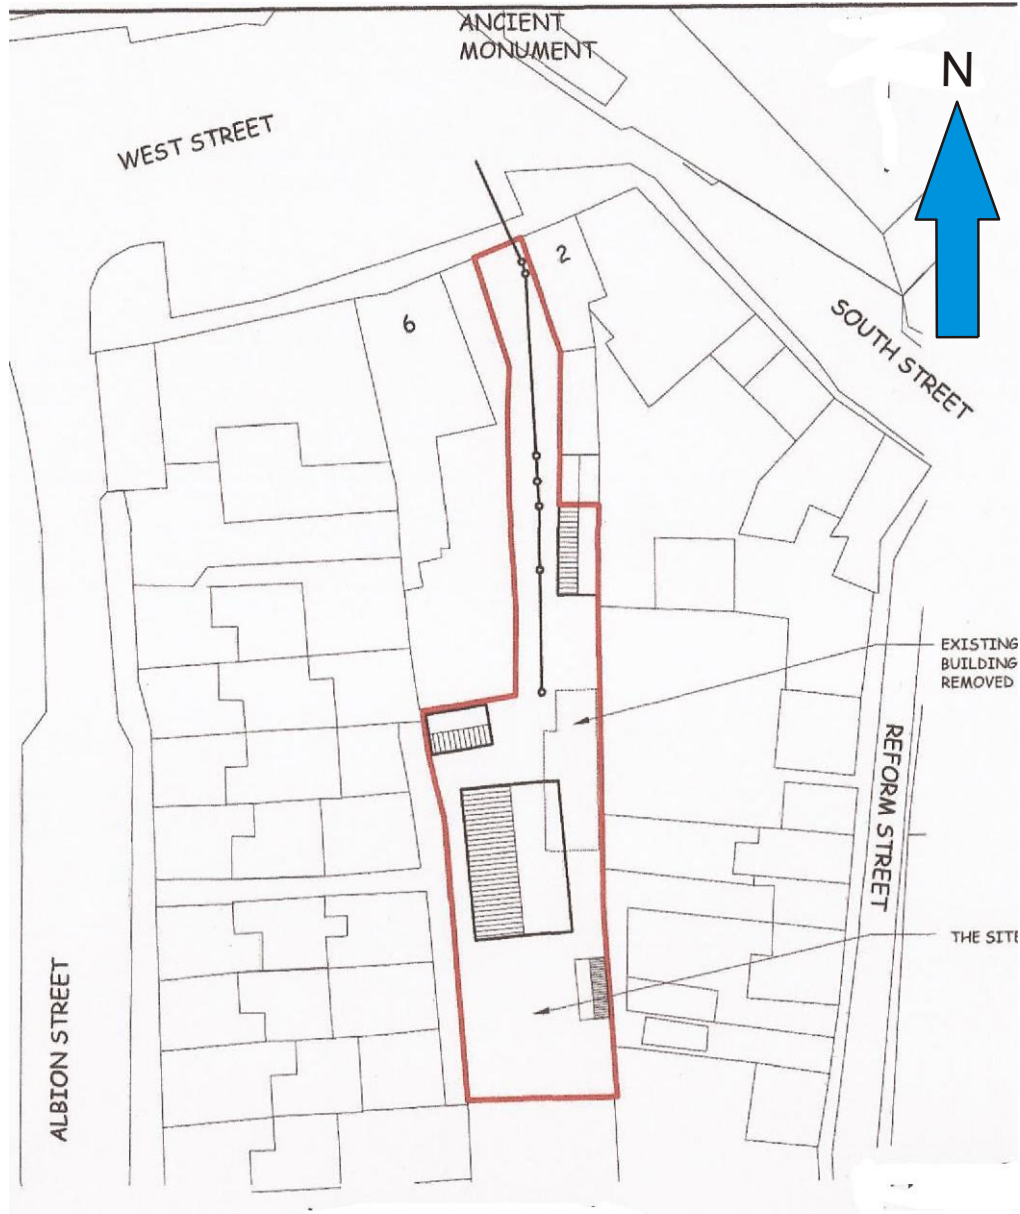 ANCIENT
MONUMENT
N
WEST STREET
2
6
SOUTH STREET
EXISTING
BUILDING
REMOVED
REFORM STREET
THE SITE
ALBION STREET